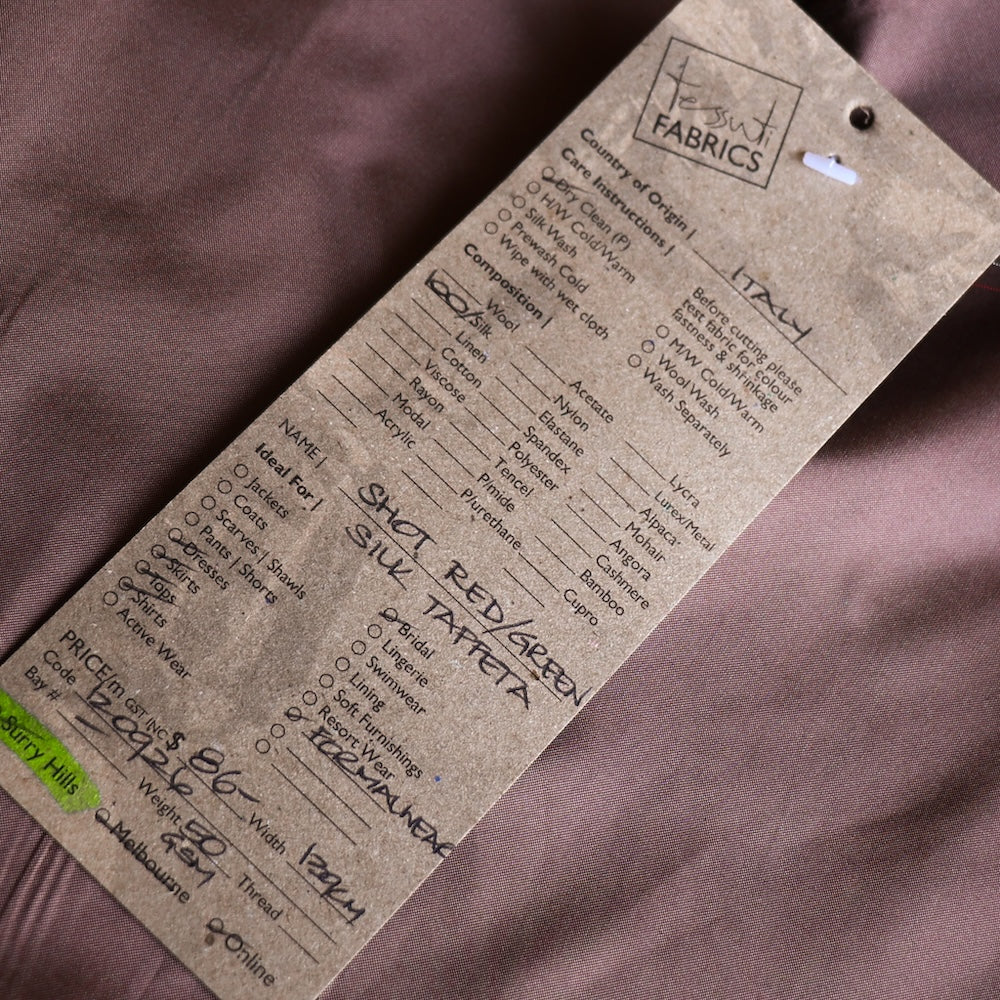 Tessuti
FABRICS
Country of Origin | ITALY
Care Instructions |
Dry Clean (P)
H/W Cold/Warm
Silk Wash
Prewash Cold
Wipe with wet cloth
Before cutting please
test fabric for colour
fastness & shrinkage
M/W Cold/Warm
Wool Wash
Wash Separately
Composition |
Wool
100/ Silk
Linen
Cotton
Viscose
Rayon
Modal
Acrylic
Acetate
Nylon
Elastane
Spandex
Polyester
Tencel
P/mide
P/urethane
Lycra
Lurex/Metal
Alpaca
Mohair
Angora
Cashmere
Bamboo
Cupro
NAME | SHOT RED/GREEN
SILK TAFFETA
Ideal For |
Jackets
Coats
Scarves | Shawls
Pants | Shorts
Dresses
Skirts
Tops
Shirts
Active Wear
Bridal
Lingerie
Swimwear
Lining
Soft Furnishings
Resort Wear
FORMALWEAR
PRICE/m GST INC $ 86-
Code Width
Bay # Weight 50 GSM Thread
Surry Hills
Melbourne
Online